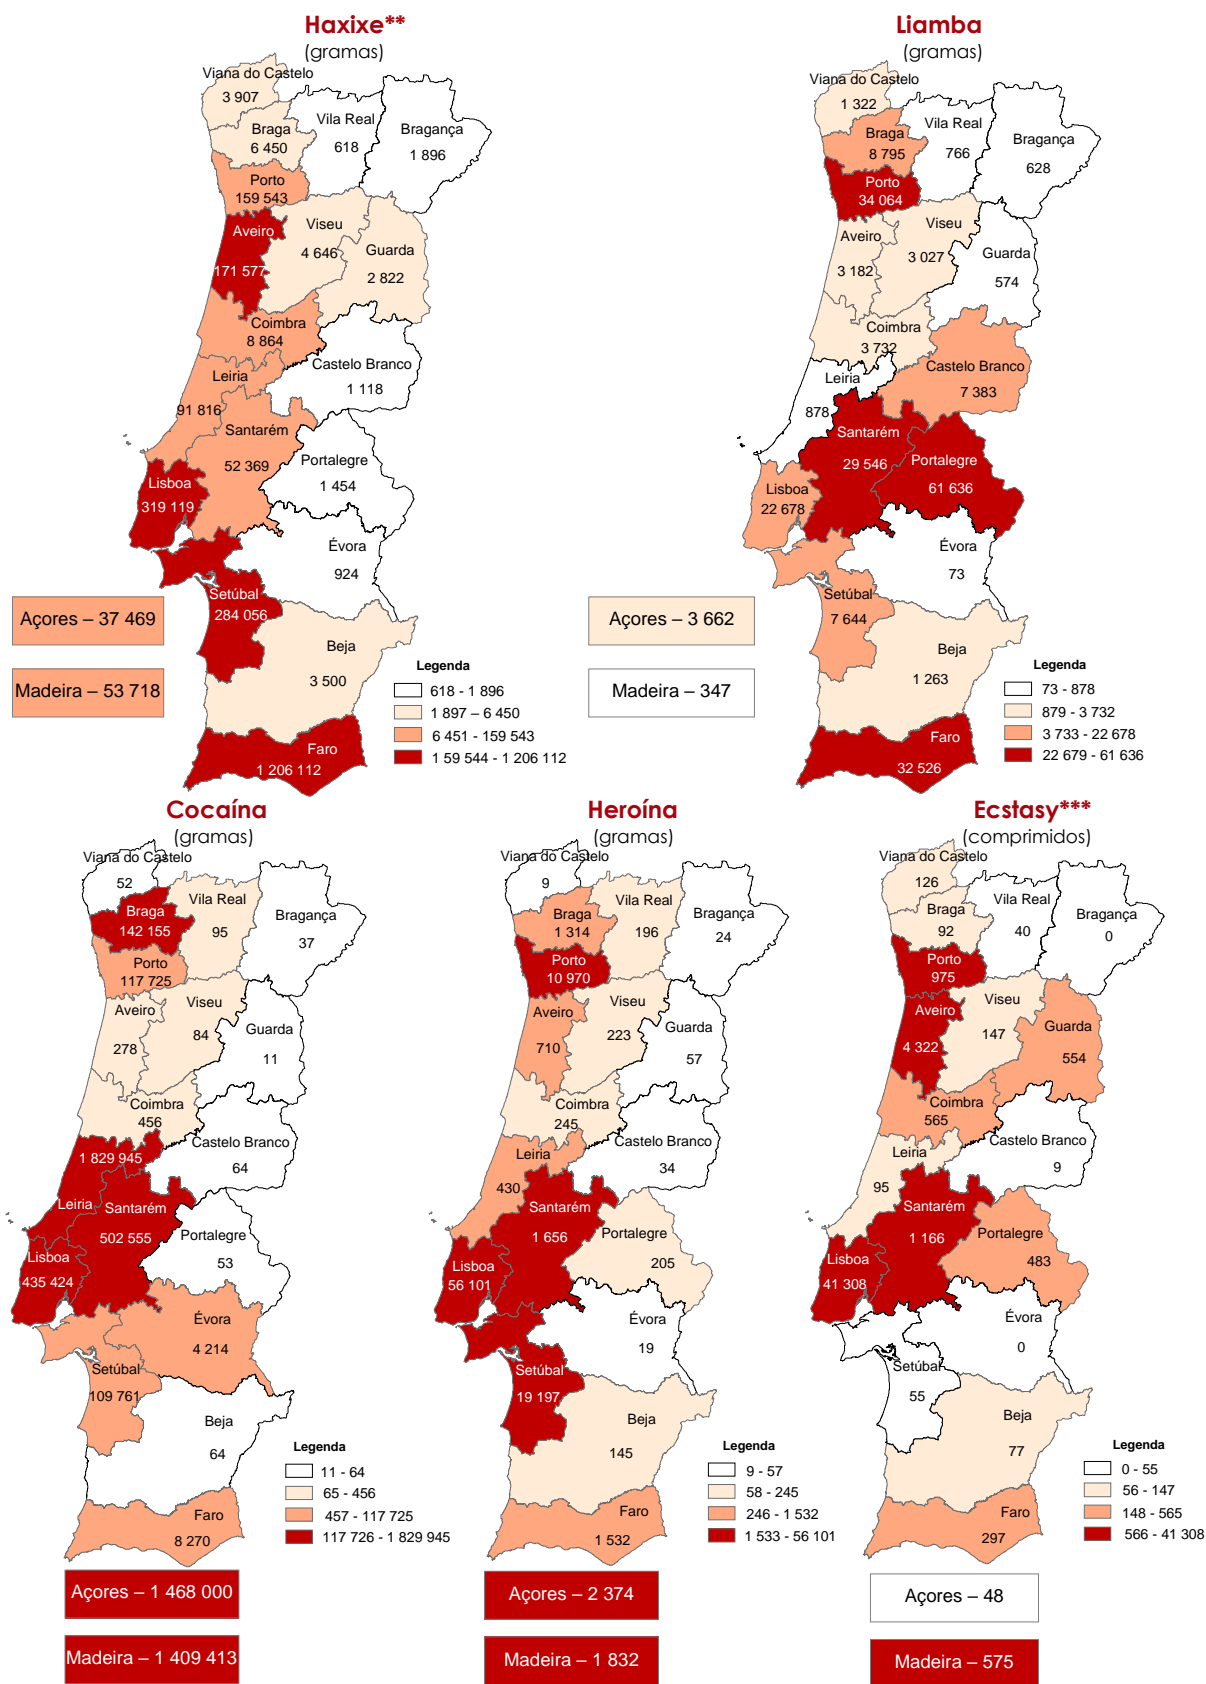 Haxixe**
(gramas)
Viana do Castelo
3 907
Braga
6 450
Vila Real
618
Bragança
1 896
Porto
159 543
Aveiro
171 577
Viseu
4 646
Guarda
2 822
Coimbra
8 864
Castelo Branco
1 118
Leiria
91 816
Santarém
52 369
Portalegre
1 454
Lisboa
319 119
Évora
924
Setúbal
284 056
Beja
3 500
Faro
1 206 112
Açores – 37 469
Madeira – 53 718
Legenda
618 - 1 896
1 897 – 6 450
6 451 - 159 543
1 59 544 - 1 206 112
Liamba
(gramas)
Viana do Castelo
1 322
Braga
8 795
Vila Real
766
Bragança
628
Porto
34 064
Aveiro
3 182
Viseu
3 027
Guarda
574
Coimbra
3 732
Castelo Branco
7 383
Leiria
878
Santarém
29 546
Portalegre
61 636
Lisboa
22 678
Évora
73
Setúbal
7 644
Beja
1 263
Faro
32 526
Açores – 3 662
Madeira – 347
Legenda
73 - 878
879 - 3 732
3 733 - 22 678
22 679 - 61 636
Cocaína
(gramas)
Viana do Castelo
52
Braga
142 155
Vila Real
95
Bragança
37
Porto
117 725
Aveiro
278
Viseu
84
Guarda
11
Coimbra
456
Castelo Branco
64
1 829 945
Leiria
Santarém
502 555
Portalegre
53
Lisboa
435 424
Évora
4 214
Setúbal
109 761
Beja
64
Faro
8 270
Legenda
11 - 64
65 - 456
457 - 117 725
117 726 - 1 829 945
Açores – 1 468 000
Madeira – 1 409 413
Heroína
(gramas)
Viana do Castelo
9
Braga
1 314
Vila Real
196
Bragança
24
Porto
10 970
Aveiro
710
Viseu
223
Guarda
57
Coimbra
245
Castelo Branco
34
Leiria
430
Santarém
1 656
Portalegre
205
Lisboa
56 101
Évora
19
Setúbal
19 197
Beja
145
Faro
1 532
Legenda
9 - 57
58 - 245
246 - 1 532
1 533 - 56 101
Açores – 2 374
Madeira – 1 832
Ecstasy***
(comprimidos)
Viana do Castelo
126
Braga
92
Vila Real
40
Bragança
0
Porto
975
Aveiro
4 322
Viseu
147
Guarda
554
Coimbra
565
Castelo Branco
9
Leiria
95
Santarém
1 166
Portalegre
483
Lisboa
41 308
Évora
0
Setúbal
55
Beja
77
Faro
297
Legenda
0 - 55
56 - 147
148 - 565
566 - 41 308
Açores – 48
Madeira – 575